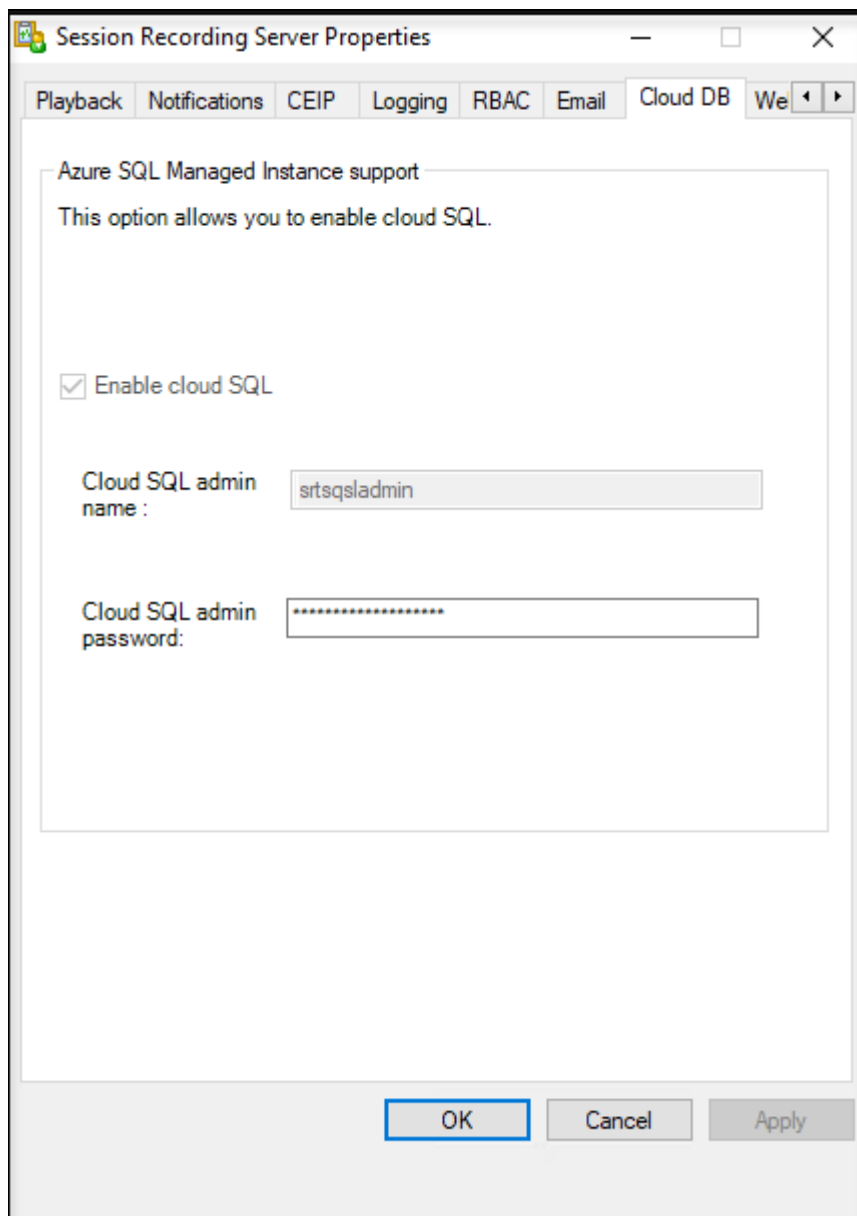 Session Recording Server Properties
Playback Notifications CEIP Logging RBAC Email Cloud DB We
Azure SQL Managed Instance support
This option allows you to enable cloud SQL.
Enable cloud SQL
Cloud SQL admin
name :
srtsqsladmin
Cloud SQL admin
password:
*******************
OK Cancel Apply